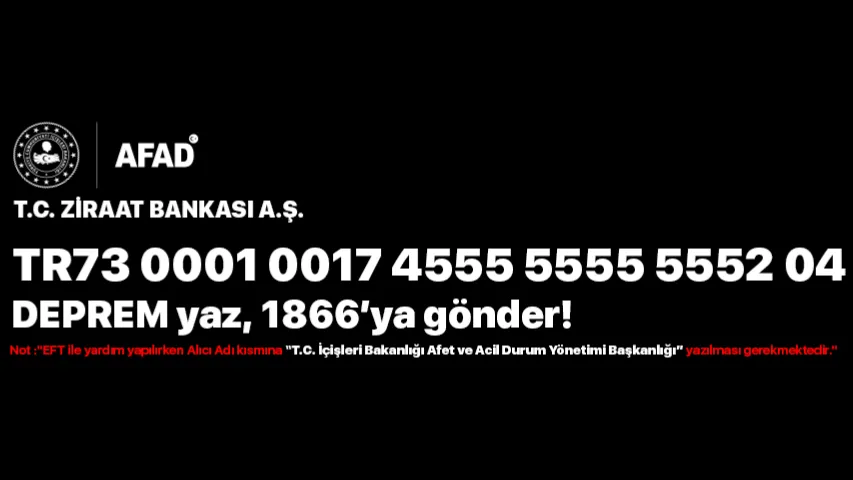 AFAD
T.C. ZİRAAT BANKASI A.Ş.
TR73 0001 0017 4555 5555 5552 04
DEPREM yaz, 1866’ya gönder!
Not :"EFT ile yardım yapılırken Alıcı Adı kısmına "T.C. İçişleri Bakanlığı Afet ve Acil Durum Yönetimi Başkanlığı" yazılması gerekmektedir."